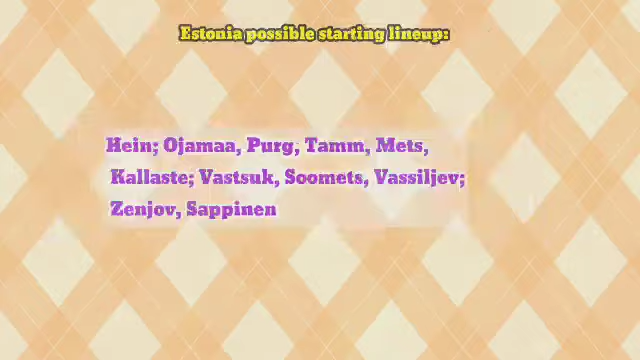 Estonia possible starting lineup:
Hein; Ojamaa, Purg, Tamm, Mets,
Kallaste; Vastsuk, Soomets, Vassiljev;
Zenjov, Sappinen